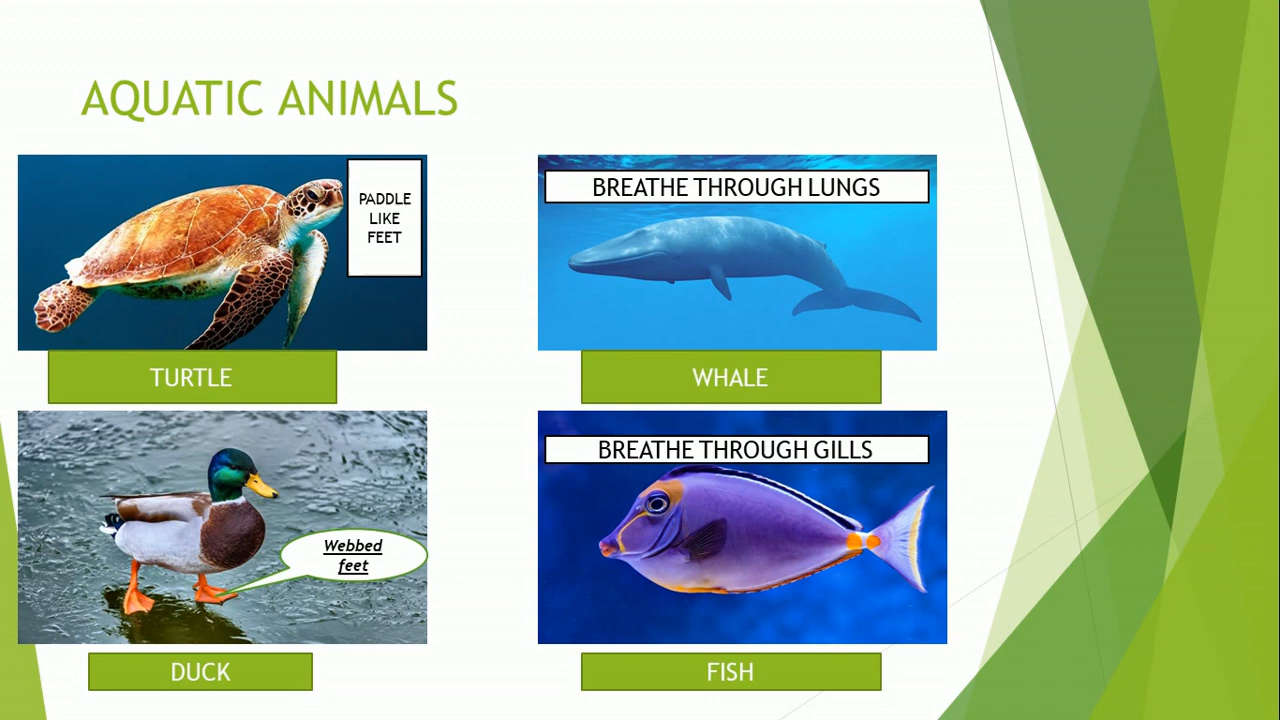 AQUATIC ANIMALS
PADDLE
LIKE
FEET
BREATHE THROUGH LUNGS
TURTLE
WHALE
BREATHE THROUGH GILLS
Webbed
feet
DUCK
FISH